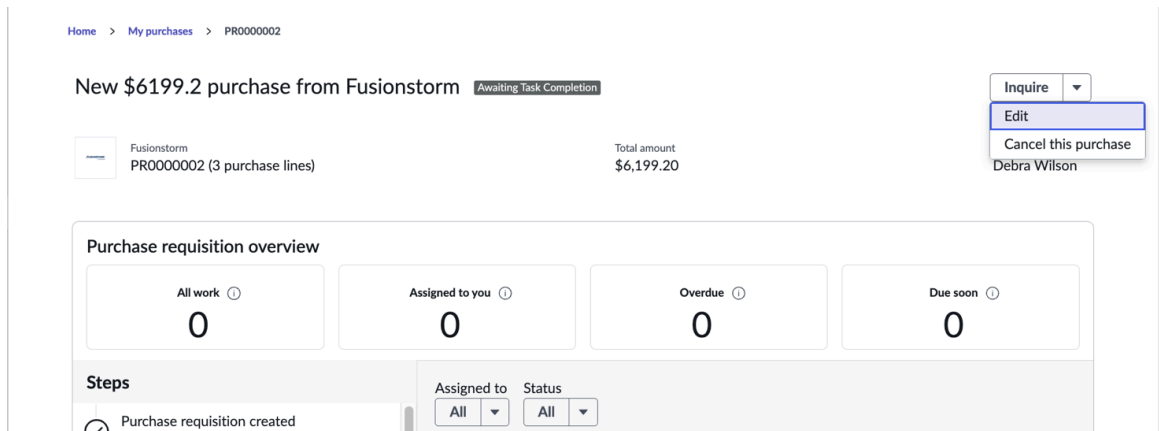 Home > My purchases > PR0000002
New $6199.2 purchase from Fusionstorm Awaiting Task Completion
Inquire
Edit
Cancel this purchase
Fusionstorm
PR0000002 (3 purchase lines)
Total amount
$6,199.20
Debra Wilson
Purchase requisition overview
All work
0
Assigned to you
0
Overdue
0
Due soon
0
Steps
Purchase requisition created
Assigned to Status
All All